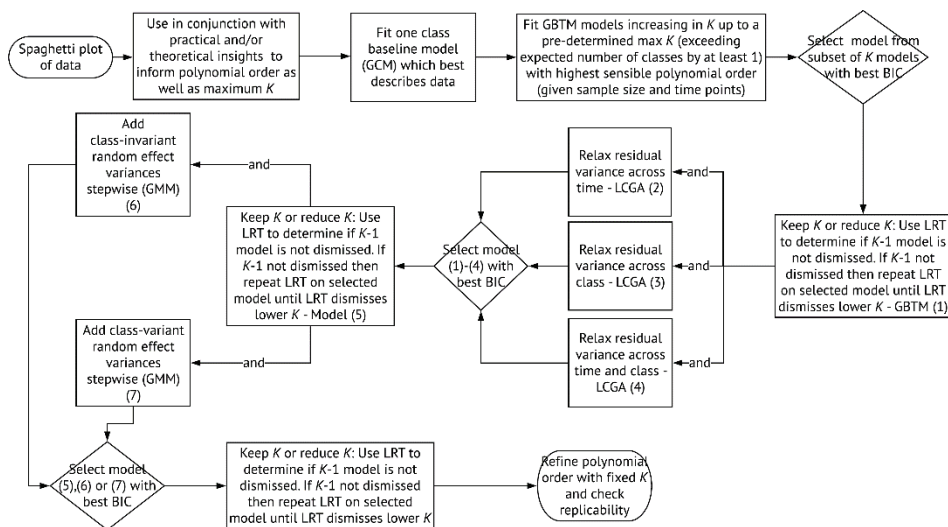 Spaghetti plot
of data
Use in conjunction with
practical and/or
theoretical insights to
inform polynomial order as
well as maximum K
Fit one class
baseline model
(GCM) which best
describes data
Fit GBTM models increasing in K up to a
pre-determined max K (exceeding
expected number of classes by at least 1)
with highest sensible polynomial order
(given sample size and time points)
Select model from
subset of K models
with best BIC
Keep K or reduce K: Use
LRT to determine if K-1
model is not dismissed. If
K-1 not dismissed then
repeat LRT on selected
model until LRT dismisses
lower K - GBTM (1)
and
Relax residual
variance across
time - LCGA (2)
and
Relax residual
variance across
class - LCGA (3)
and
Relax residual
variance across
time and class -
LCGA (4)
Select model
(1)-(4) with
best BIC
Keep K or reduce K: Use
LRT to determine if K-1
model is not dismissed. If
K-1 not dismissed then
repeat LRT on selected
model until LRT dismisses
lower K - Model (5)
and
Add
class-invariant
random effect
variances
stepwise (GMM)
(6)
and
Add class-variant
random effect
variances
stepwise (GMM)
(7)
Select model
(5),(6) or (7) with
best BIC
Keep K or reduce K: Use LRT to
determine if K-1 model is not
dismissed. If K-1 not dismissed
then repeat LRT on selected
model until LRT dismisses lower K
Refine polynomial
order with fixed K
and check
replicability